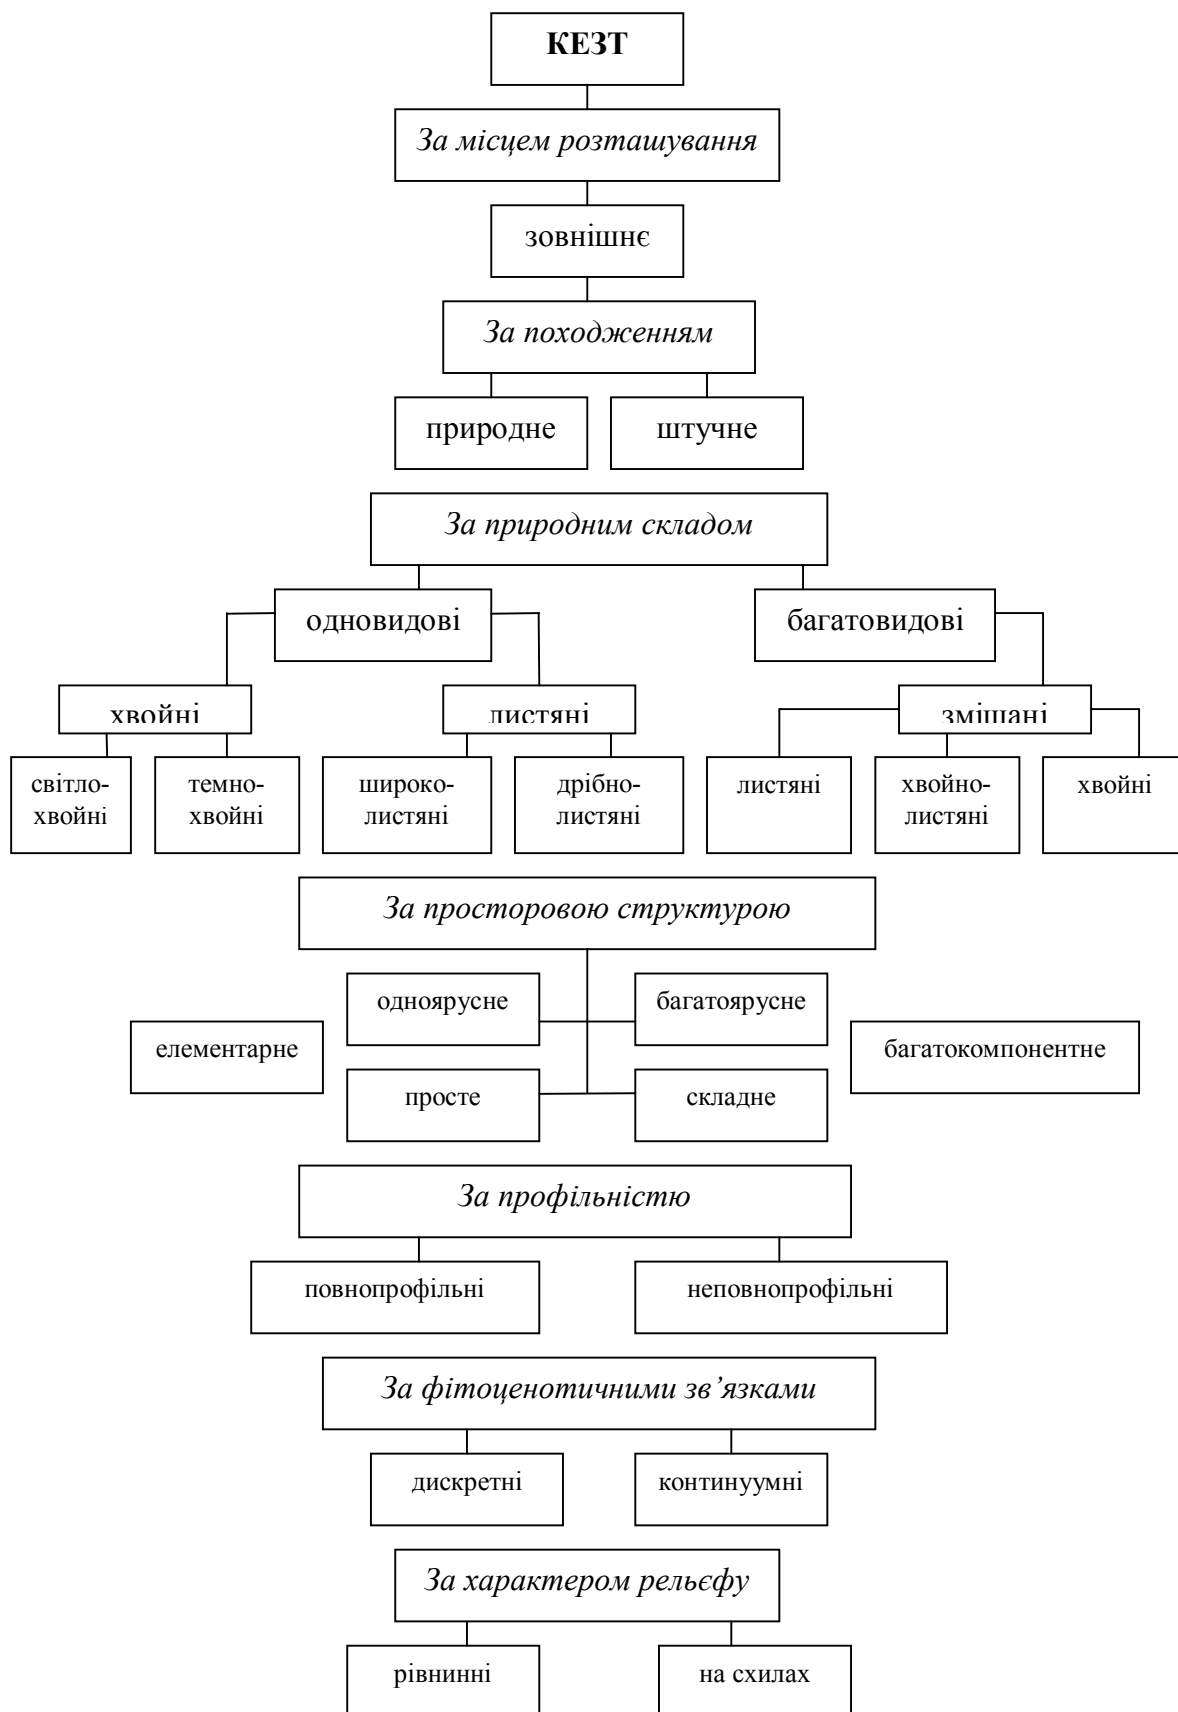 КЕЗТ
За місцем розташування
зовнішнє
За походженням
природне
штучне
За природним складом
одновидові
багатовидові
хвойні
листяні
змішані
світло-
хвойні
темно-
хвойні
широко-
листяні
дрібно-
листяні
листяні
хвойно-
листяні
хвойні
За просторовою структурою
одноярусне
багатоярусне
елементарне
багатокомпонентне
просте
складне
За профільністю
повнопрофільні
неповнопрофільні
За фітоценотичними зв’язками
дискретні
континуумні
За характером рельєфу
рівнинні
на схилах